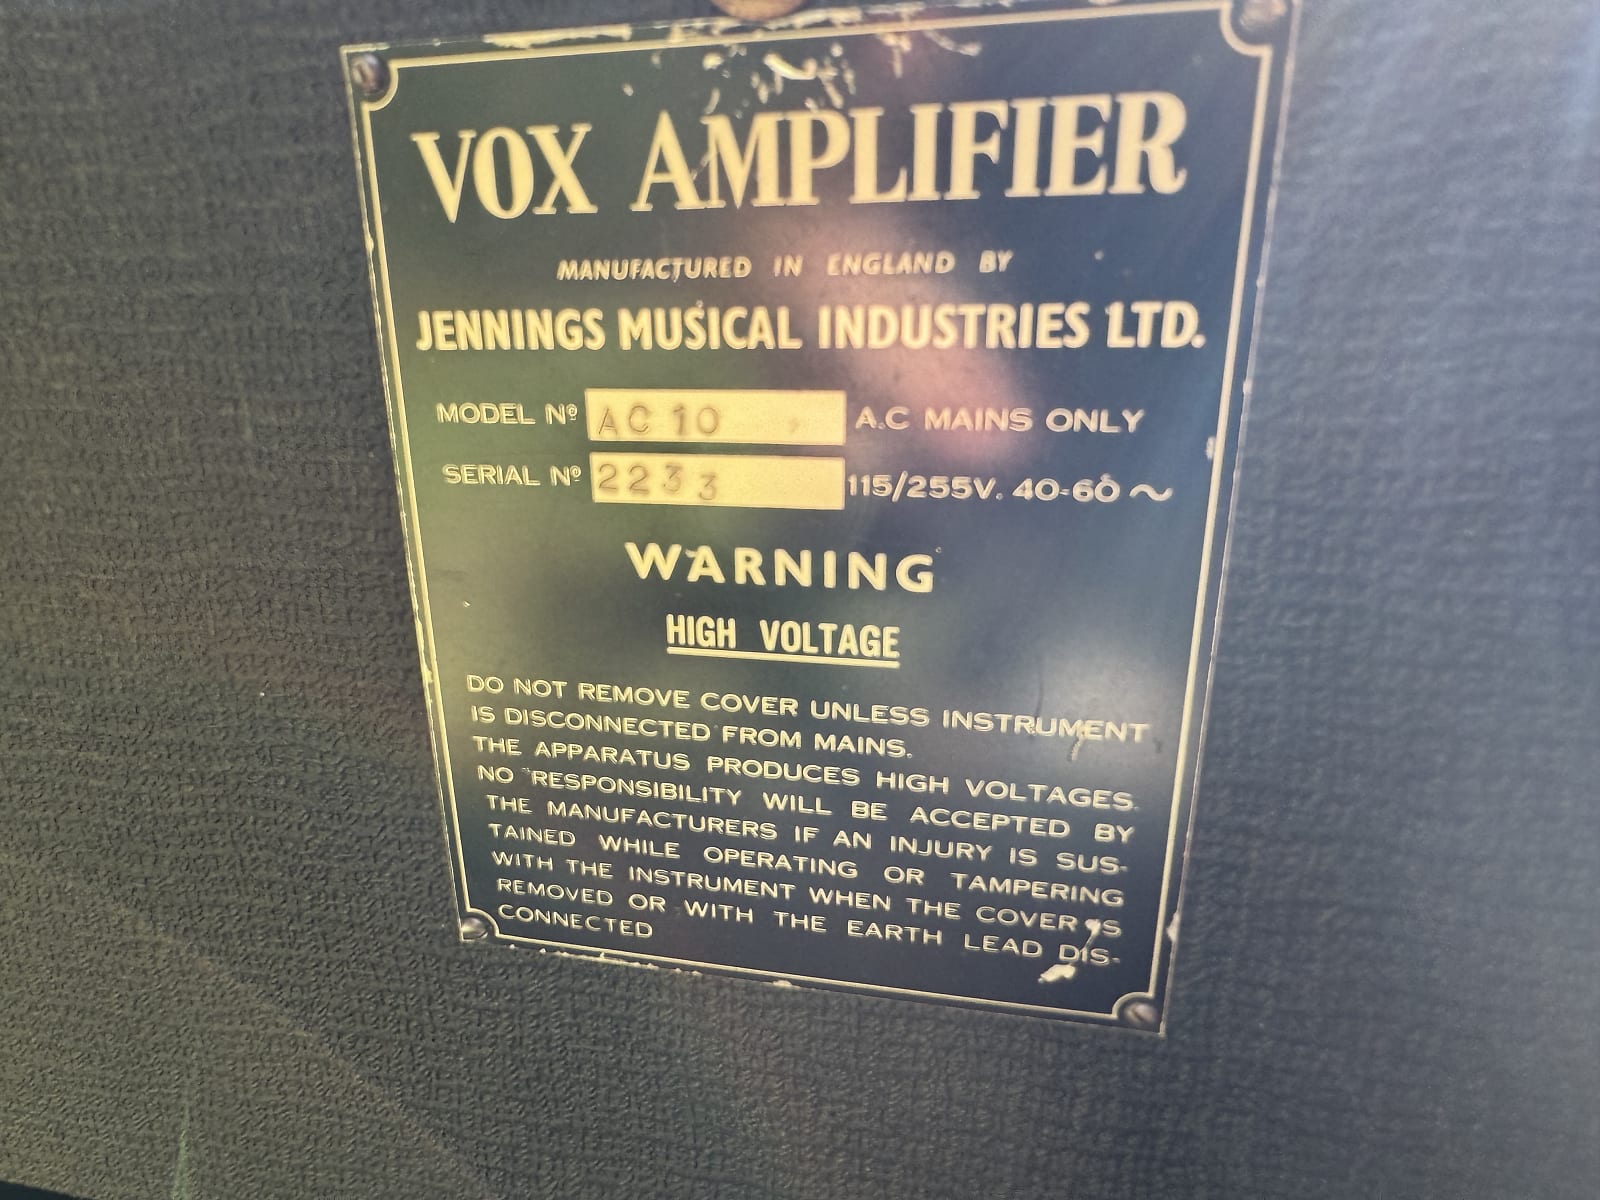 VOX AMPLIFIER
MANUFACTURED IN ENGLAND BY
JENNINGS MUSICAL INDUSTRIES LTD.
MODEL Nº AC 10 A.C MAINS ONLY
SERIAL Nº 2233 115/255V. 40-60 ~
WARNING
HIGH VOLTAGE
DO NOT REMOVE COVER UNLESS INSTRUMENT
IS DISCONNECTED FROM MAINS.
THE APPARATUS PRODUCES HIGH VOLTAGES.
NO RESPONSIBILITY WILL BE ACCEPTED BY
THE MANUFACTURERS IF AN INJURY IS SUS-
TAINED WHILE OPERATING OR TAMPERING
WITH THE INSTRUMENT WHEN THE COVER IS
REMOVED OR WITH THE EARTH LEAD DIS-
CONNECTED